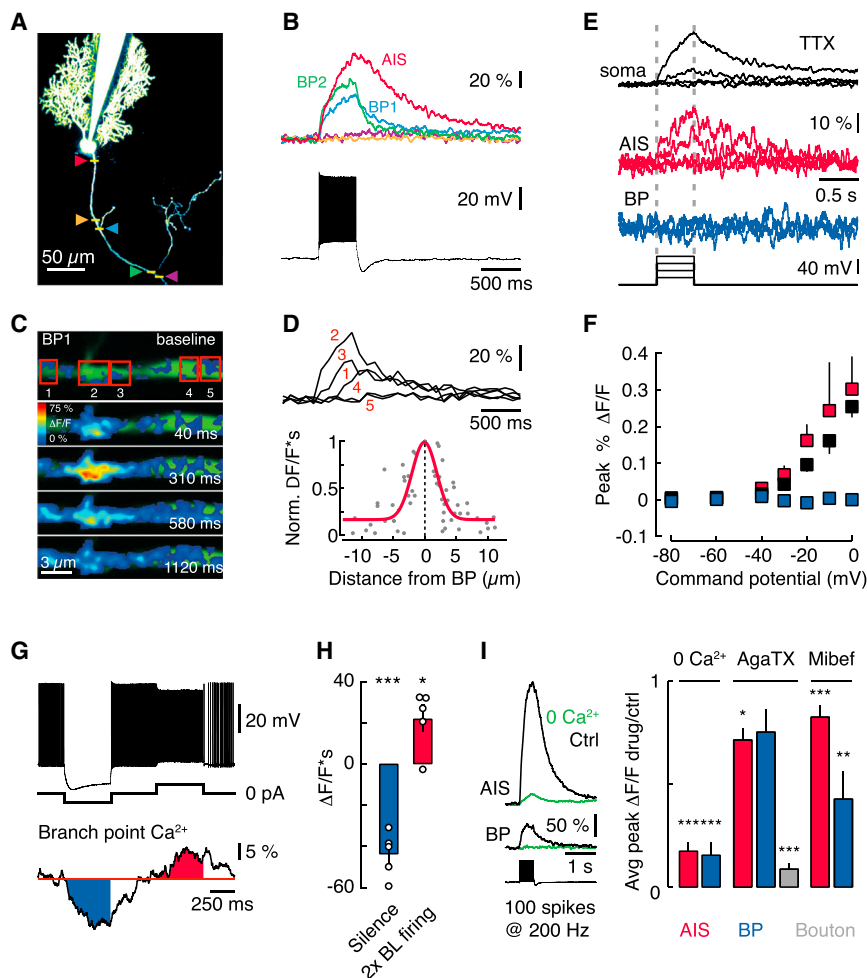 A
50 µm
B
AIS
BP2
BP1
20 %
20 mV
500 ms
C
BP1
baseline
1
2
3
4
5
75 %
ΔF/F
0 %
40 ms
310 ms
580 ms
3 µm
1120 ms
D
2
3
1
4
5
20 %
500 ms
Norm. DF/F*s
1
0.5
0
-10
-5
0
5
10
Distance from BP (µm)
E
TTX
soma
10 %
AIS
0.5 s
BP
40 mV
F
Peak % ΔF/F
0.4
0.3
0.2
0.1
0
-0.1
-80
-60
-40
-20
0
Command potential (mV)
G
20 mV
0 pA
Branch point Ca²⁺
5 %
250 ms
H
40
0
-60
ΔF/F*s
***
*
Silence
2x BL firing
I
0 Ca²⁺
Ctrl
AIS
50 %
BP
1 s
100 spikes
@ 200 Hz
0 Ca²⁺ AgaTX Mibef
Avg peak ΔF/F drug/ctrl
1
0
***
***
*
***
***
**
AIS BP Bouton